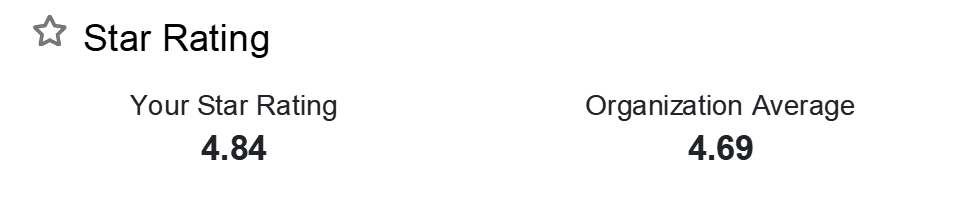 Star Rating
Your Star Rating
Organization Average
4.84
4.69